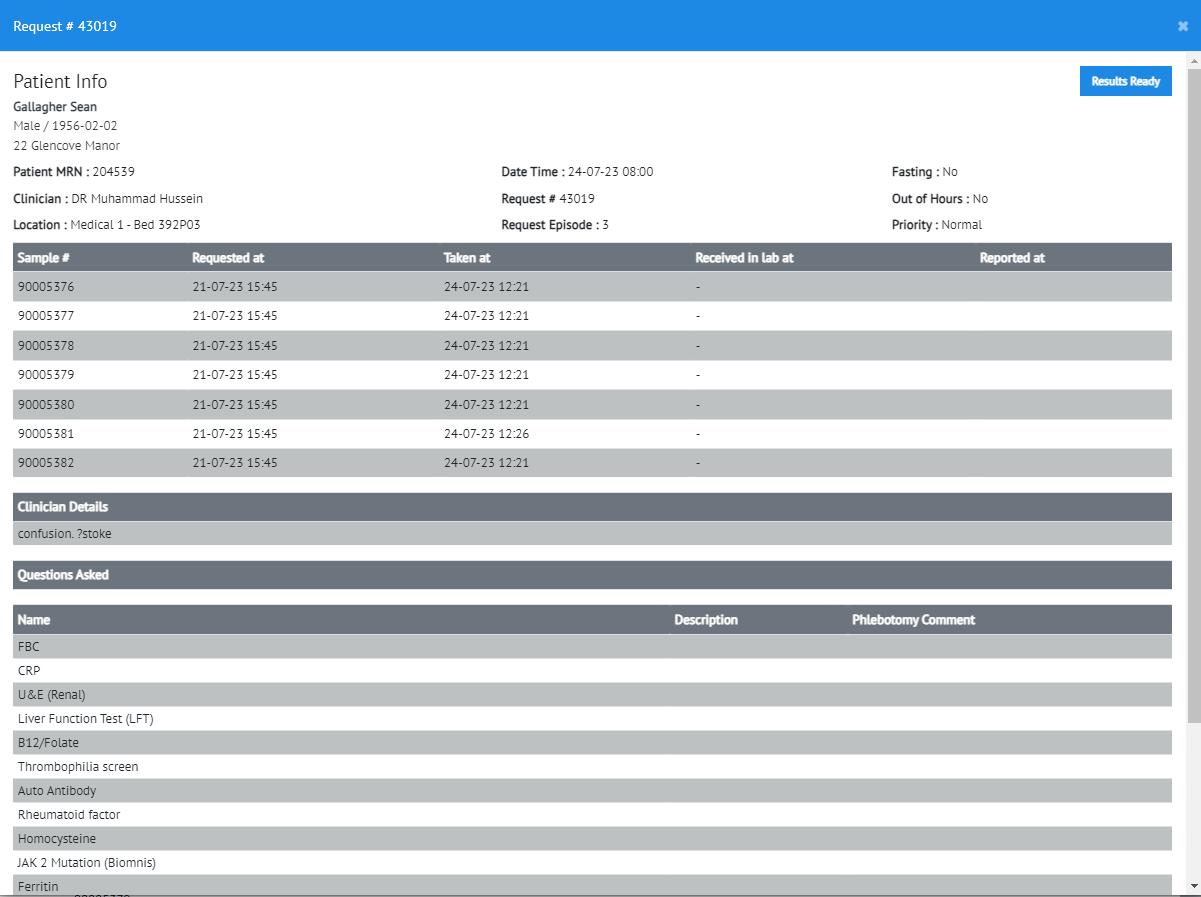 Request # 43019
Patient Info
Results Ready
Gallagher Sean
Male / 1956-02-02
22 Glencove Manor
Patient MRN : 204539 Date Time : 24-07-23 08:00 Fasting : No
Clinician : DR Muhammad Hussein Request # 43019 Out of Hours : No
Location : Medical 1 - Bed 392P03 Request Episode : 3 Priority : Normal
Sample # Requested at Taken at Received in lab at Reported at
90005376 21-07-23 15:45 24-07-23 12:21 -
90005377 21-07-23 15:45 24-07-23 12:21 -
90005378 21-07-23 15:45 24-07-23 12:21 -
90005379 21-07-23 15:45 24-07-23 12:21 -
90005380 21-07-23 15:45 24-07-23 12:21 -
90005381 21-07-23 15:45 24-07-23 12:26 -
90005382 21-07-23 15:45 24-07-23 12:21 -
Clinician Details
confusion. ?stoke
Questions Asked
Name Description Phlebotomy Comment
FBC
CRP
U&E (Renal)
Liver Function Test (LFT)
B12/Folate
Thrombophilia screen
Auto Antibody
Rheumatoid factor
Homocysteine
JAK 2 Mutation (Biomnis)
Ferritin